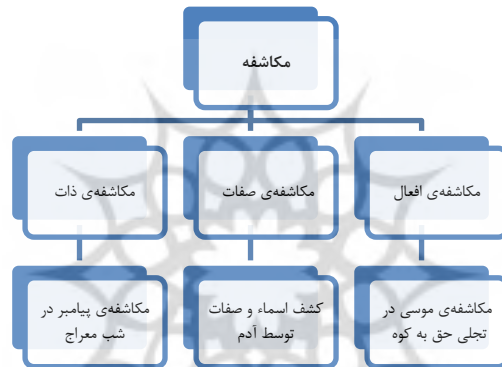 مکاشفه
مکاشفه‌ی افعال
مکاشفه‌ی صفات
مکاشفه‌ی ذات
مکاشفه‌ی موسی در
تجلی حق به کوه
کشف اسماء و صفات
توسط آدم
مکاشفه‌ی پیامبر در
شب معراج